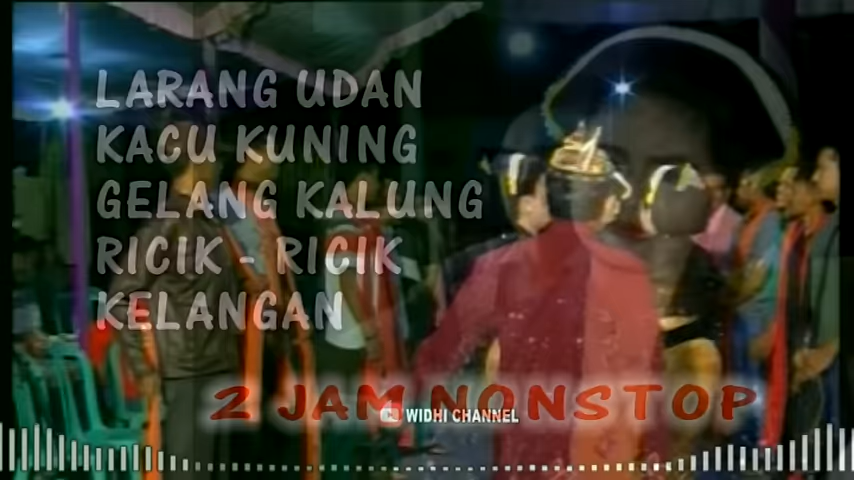 LARANG UDAN
KACU KUNING
GELANG KALUNG
RICIK - RICIK
KELANGAN
2 JAM NONSTOP
WIDHI CHANNEL